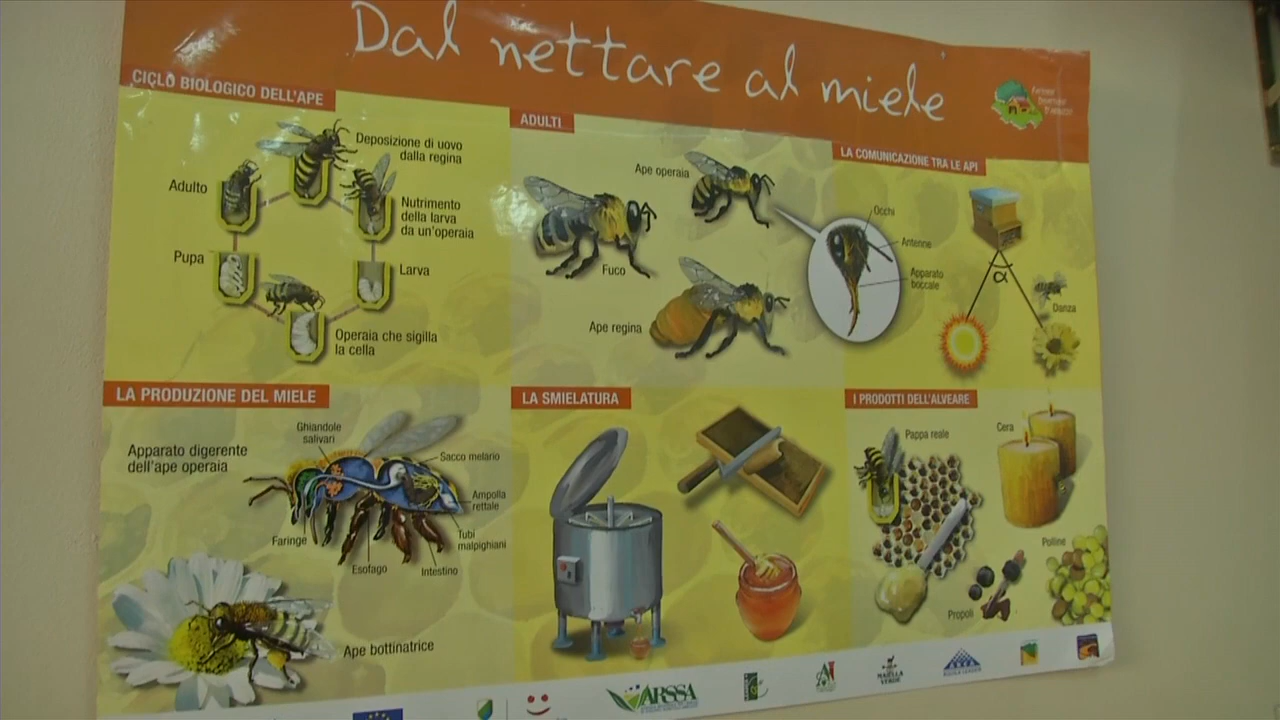 Dal nettare al miele
CICLO BIOLOGICO DELL'APE
Deposizione di uovo
dalla regina
Adulto
Nutrimento
della larva
da un'operaia
Pupa
Larva
Operaia che sigilla
la cella
ADULTI
Ape operaia
Fuco
Ape regina
Occhi
Antenne
Apparato
boccale
LA COMUNICAZIONE TRA LE API
α
Danza
LA PRODUZIONE DEL MIELE
Apparato digerente
dell'ape operaia
Ghiandole
salivari
Sacco melario
Ampolla
rettale
Tubi
malpighiani
Faringe
Esofago
Intestino
Ape bottinatrice
LA SMIELATURA
I PRODOTTI DELL'ALVEARE
Pappa reale
Cera
Polline
Propoli
ARSSA
MAIELLA
VERDE